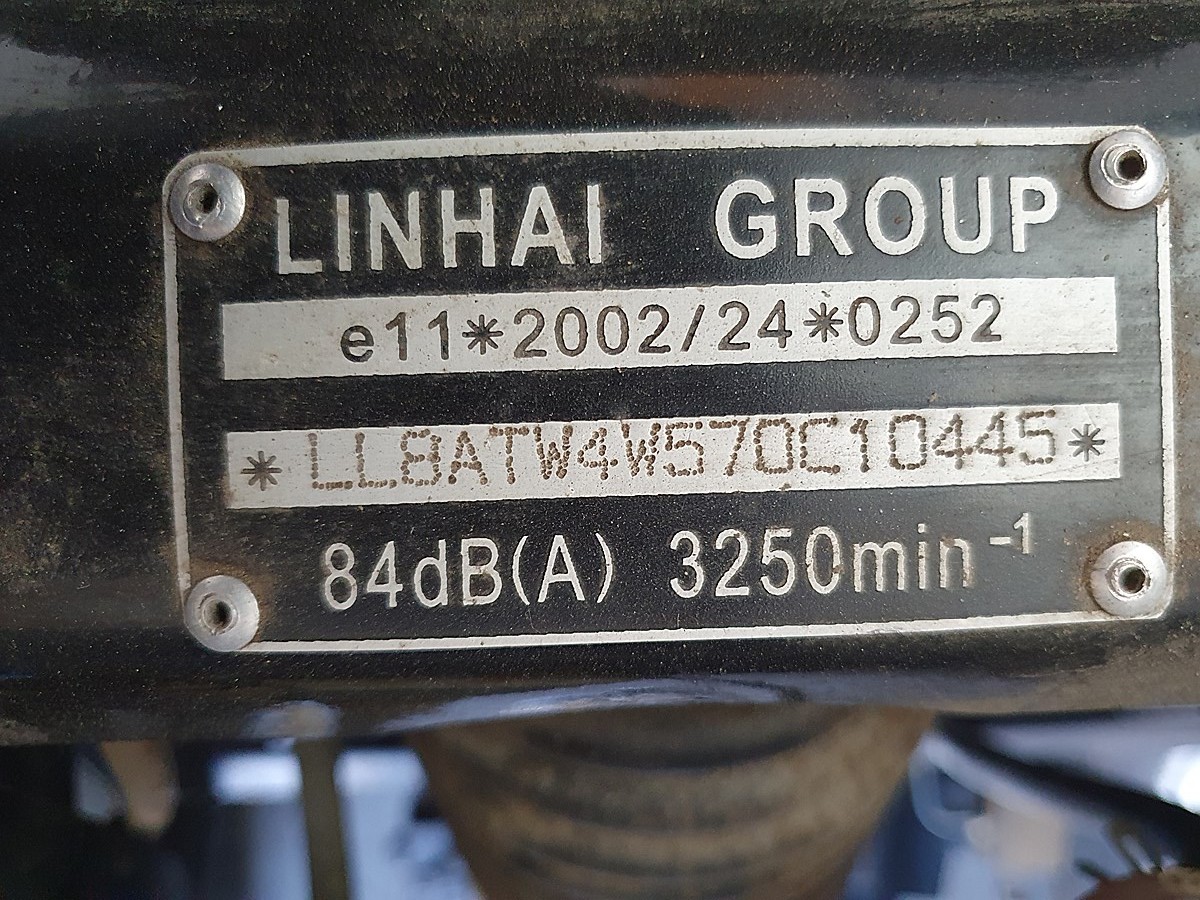 LINHAI GROUP
e11*2002/24*0252
*LL8ATW4W570C10445*
84dB(A) 3250min⁻¹